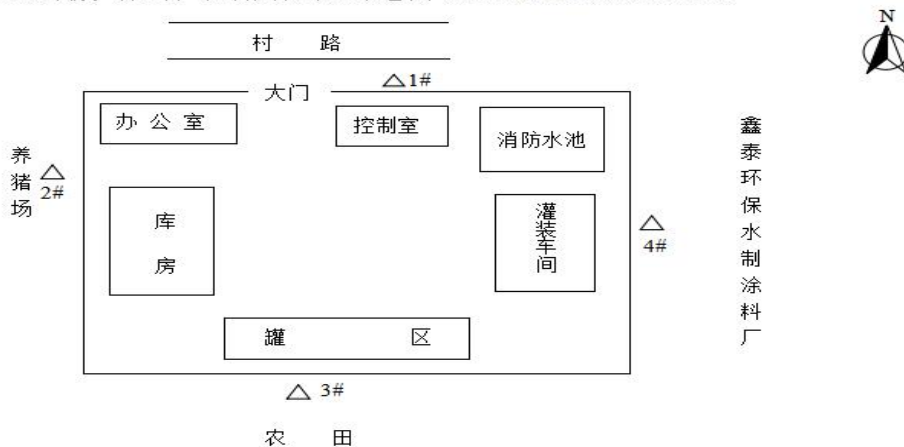 N
村 路
△1#
大门
办公室
控制室
消防水池
养猪场
△
2#
库房
灌装车间
△
4#
鑫泰环保水制涂料厂
罐 区
△ 3#
农 田